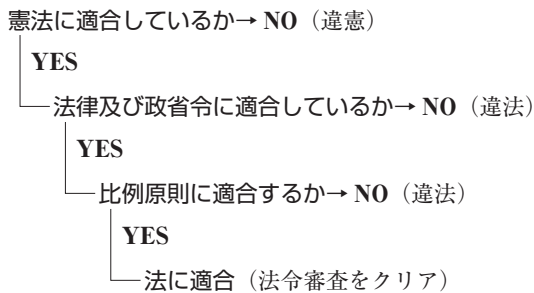 憲法に適合しているか→ NO（違憲）
YES
法律及び政省令に適合しているか→ NO（違法）
YES
比例原則に適合するか→ NO（違法）
YES
法に適合（法令審査をクリア）